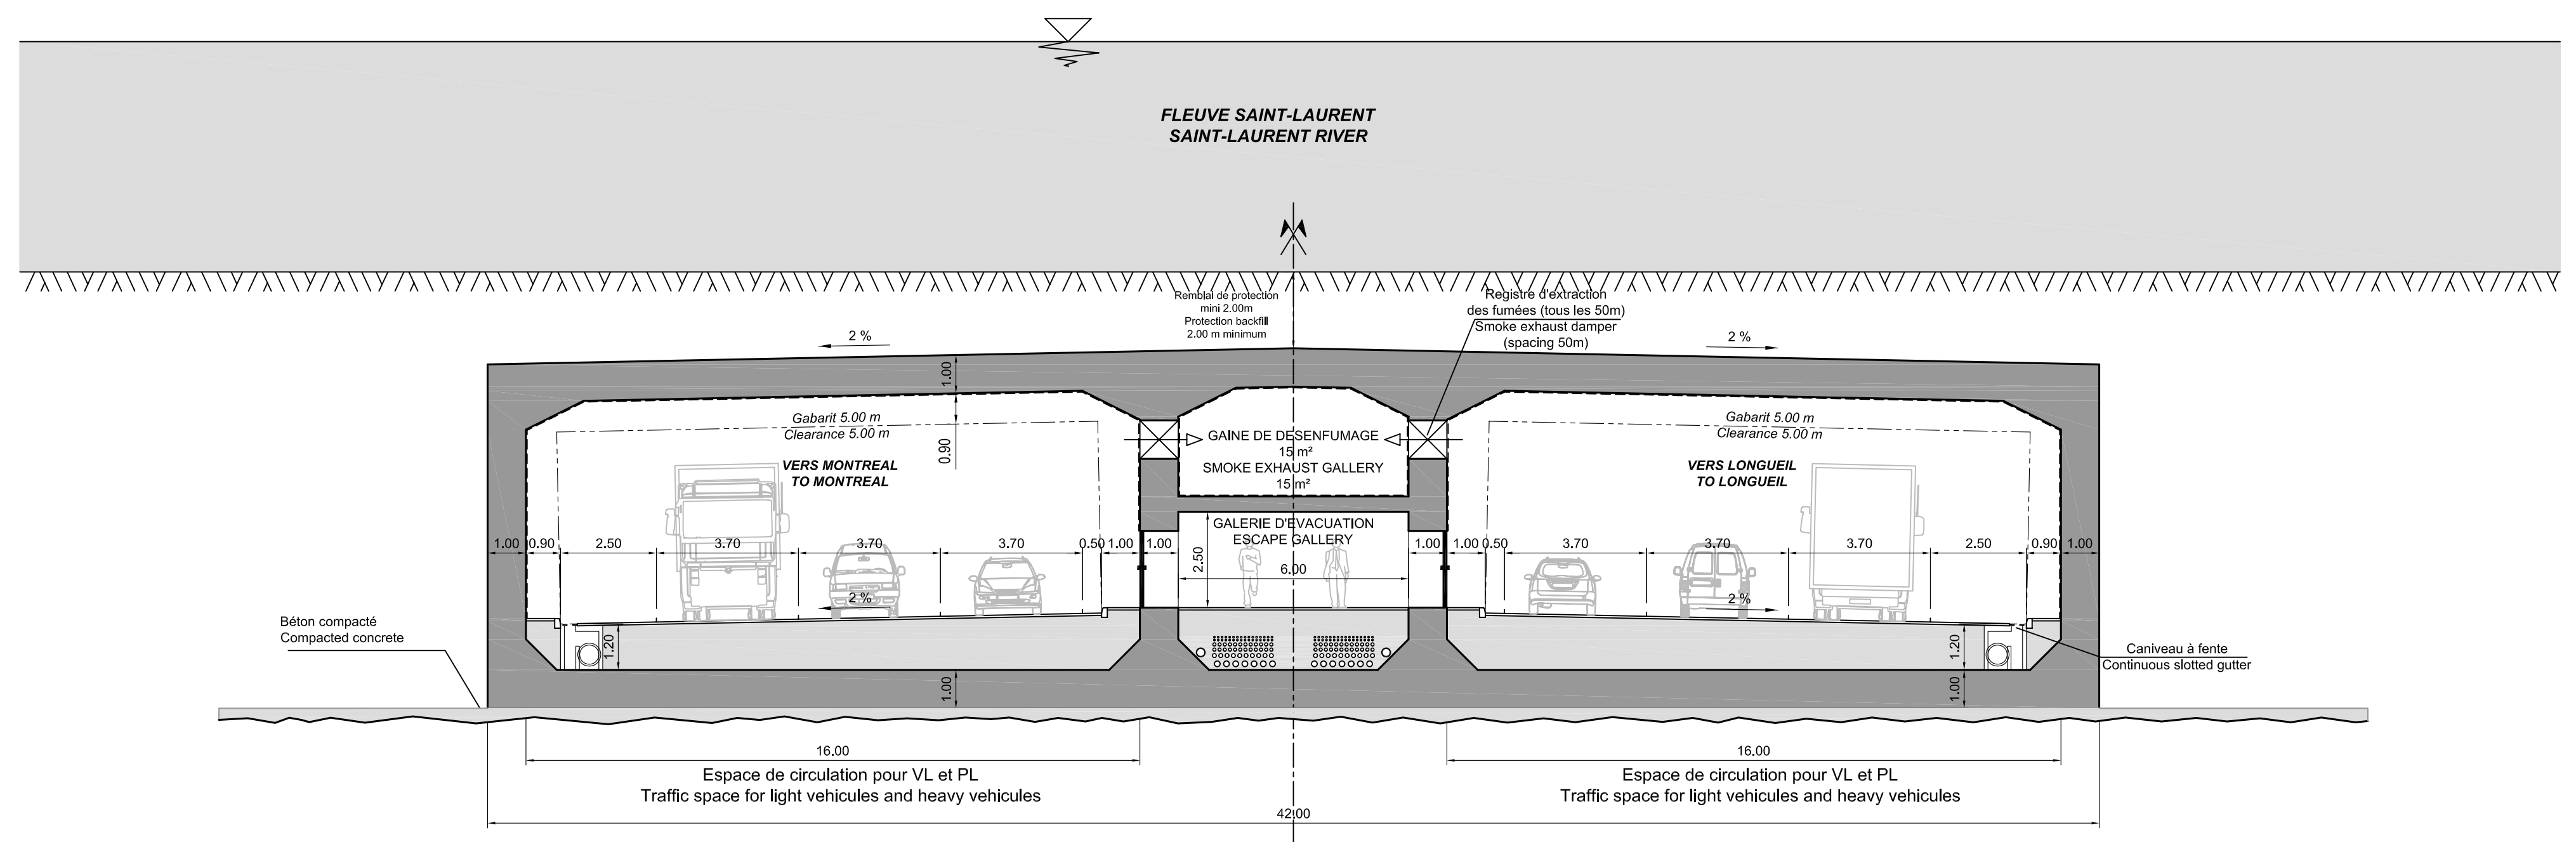 FLEUVE SAINT-LAURENT
SAINT-LAURENT RIVER
Remblai de protection
mini 2.00m
Protection backfill
2.00 m minimum
Registre d'extraction
des fumées (tous les 50m)
Smoke exhaust damper
(spacing 50m)
2 %
2 %
1.00
0.90
Gabarit 5.00 m
Clearance 5.00 m
Gabarit 5.00 m
Clearance 5.00 m
VERS MONTREAL
TO MONTREAL
GAINE DE DESENFUMAGE
15 m²
SMOKE EXHAUST GALLERY
15 m²
VERS LONGUEIL
TO LONGUEIL
GALERIE D'EVACUATION
ESCAPE GALLERY
1.00 0.90 2.50 3.70 3.70 3.70 0.50 1.00 1.00
1.00 1.00 0.50 3.70 3.70 3.70 2.50 0.90 1.00
2.50
6.00
2 %
2 %
Béton compacté
Compacted concrete
1.20
1.20
Caniveau à fente
Continuous slotted gutter
1.00
1.00
16.00
16.00
Espace de circulation pour VL et PL
Traffic space for light vehicules and heavy vehicules
Espace de circulation pour VL et PL
Traffic space for light vehicules and heavy vehicules
42.00